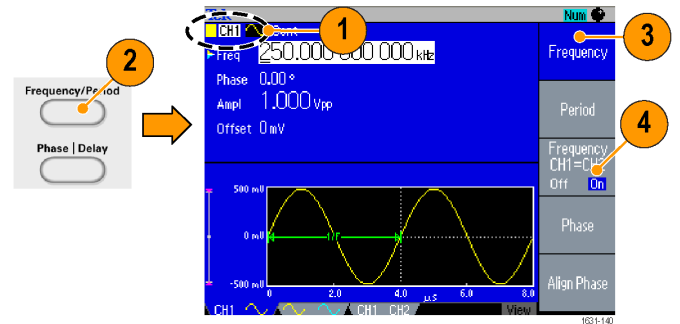 Tek
Num
CH1 Cont
1
2
3
4
Frequency/Period
Phase | Delay
Freq 250.000 000 000 kHz
Phase 0.00 °
Ampl 1.000 Vpp
Offset 0 mV
Frequency
Period
Frequency
CH1=CH2
Off On
Phase
Align Phase
500 mV
0 mV
-500 mV
1/F
0 2.0 4.0 µs 6.0 8.0
CH1 CH1 CH2 View
1631-140